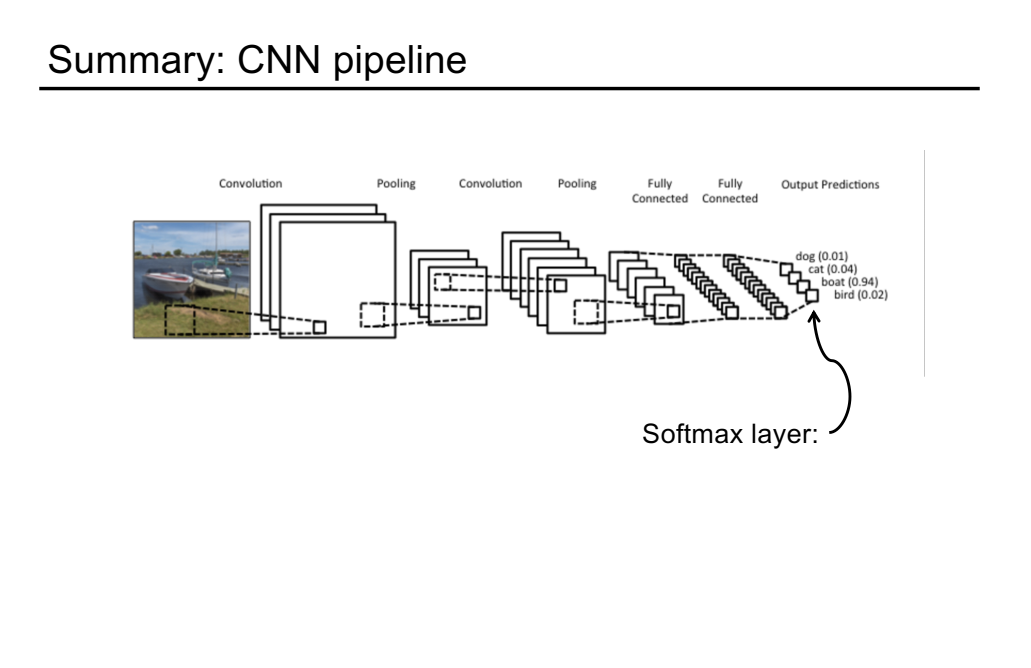 Summary: CNN pipeline
Convolution
Pooling
Convolution
Pooling
Fully
Connected
Fully
Connected
Output Predictions
dog (0.01)
cat (0.04)
boat (0.94)
bird (0.02)
Softmax layer: